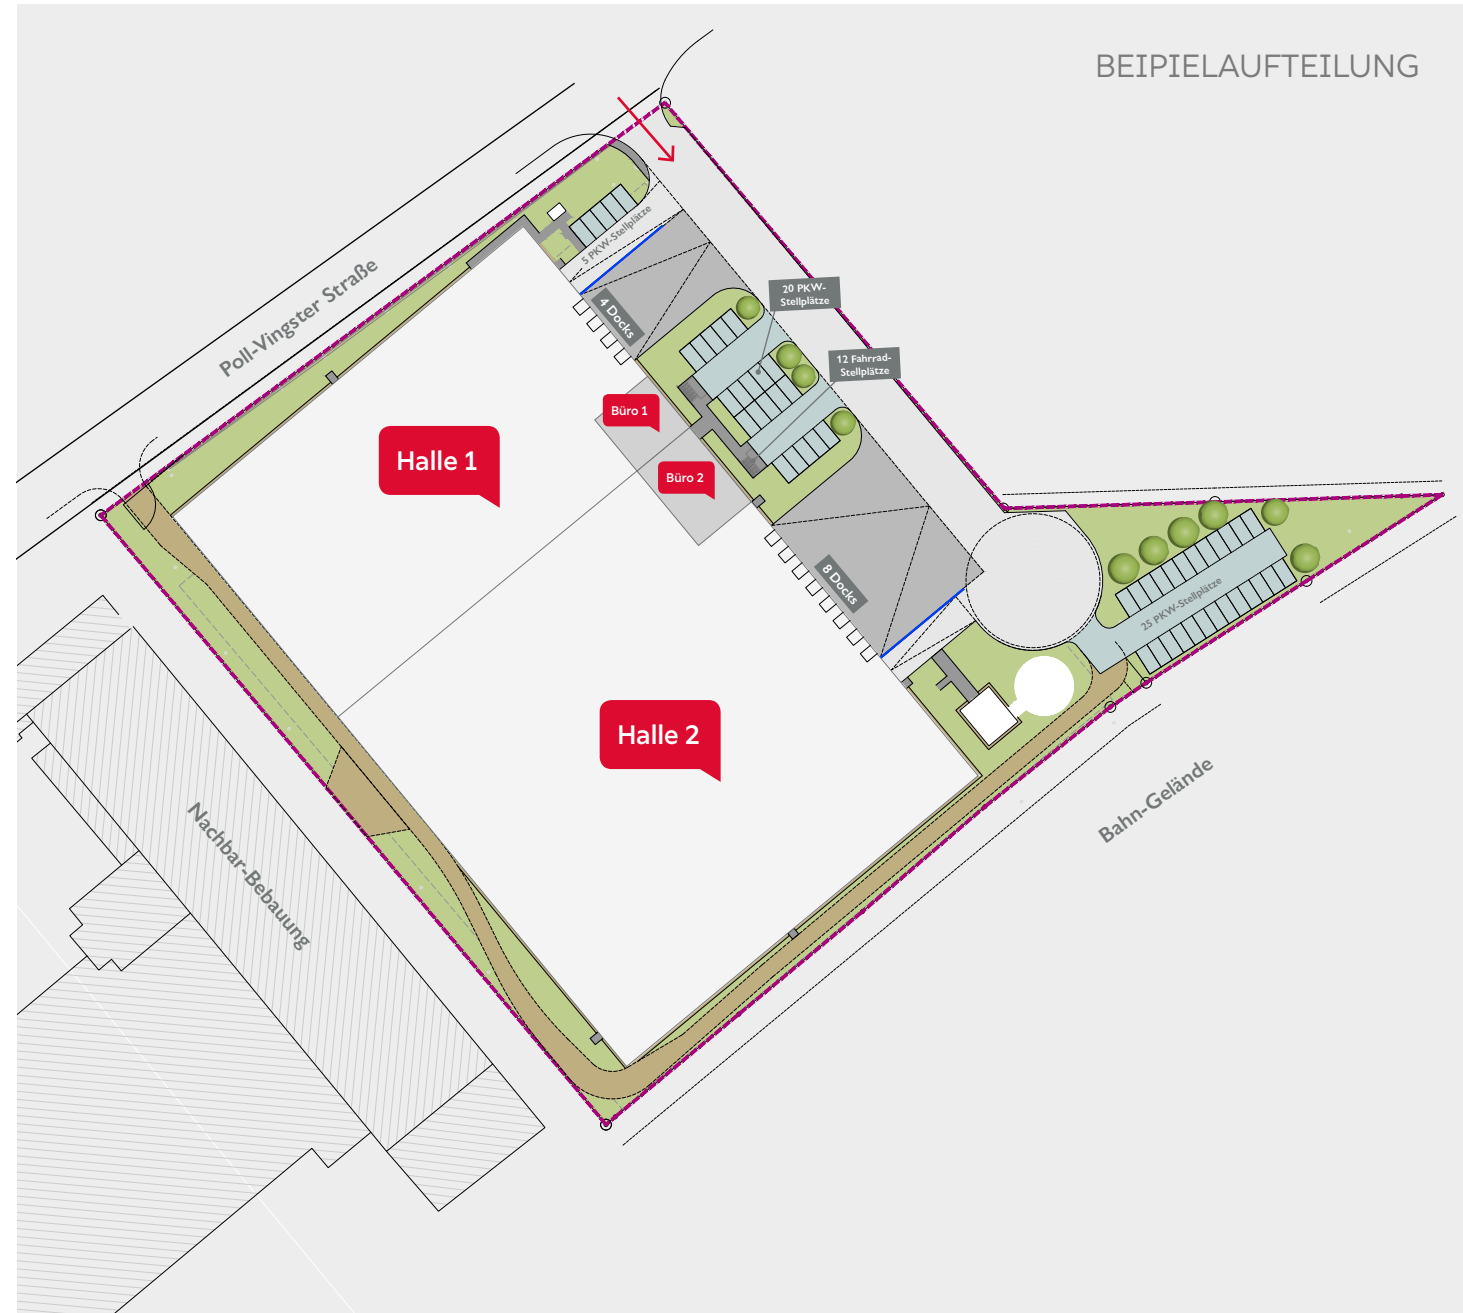 BEIPIELAUFTEILUNG
Poll-Vingster Straße
5 PKW-Stellplätze
4 Docks
20 PKW-
Stellplätze
12 Fahrrad-
Stellplätze
Büro 1
Halle 1
Büro 2
8 Docks
25 PKW-Stellplätze
Halle 2
Bahn-Gelände
Nachbar-Bebauung